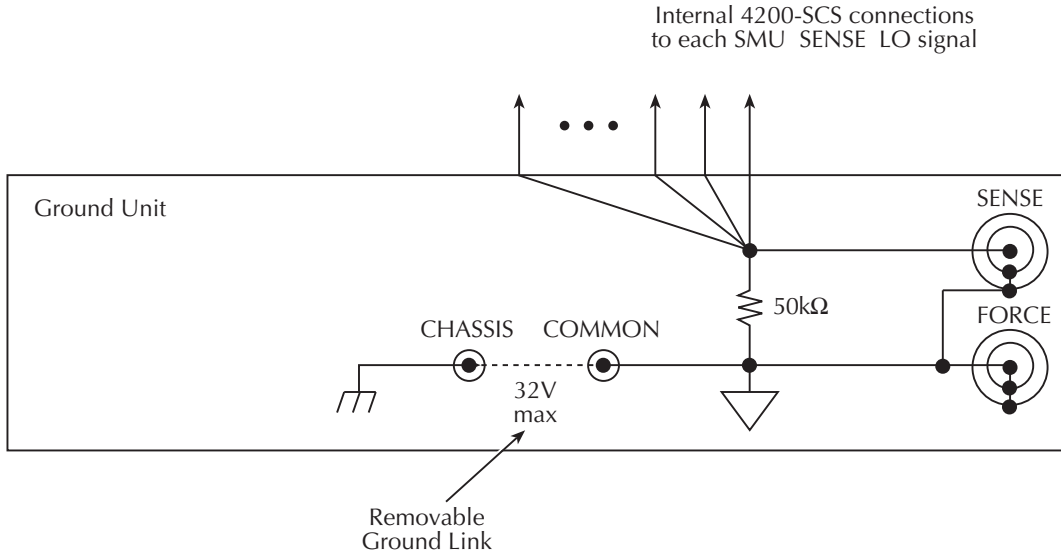 Internal 4200-SCS connections
to each SMU SENSE LO signal
Ground Unit
SENSE
50kΩ
FORCE
CHASSIS
COMMON
32V
max
Removable
Ground Link